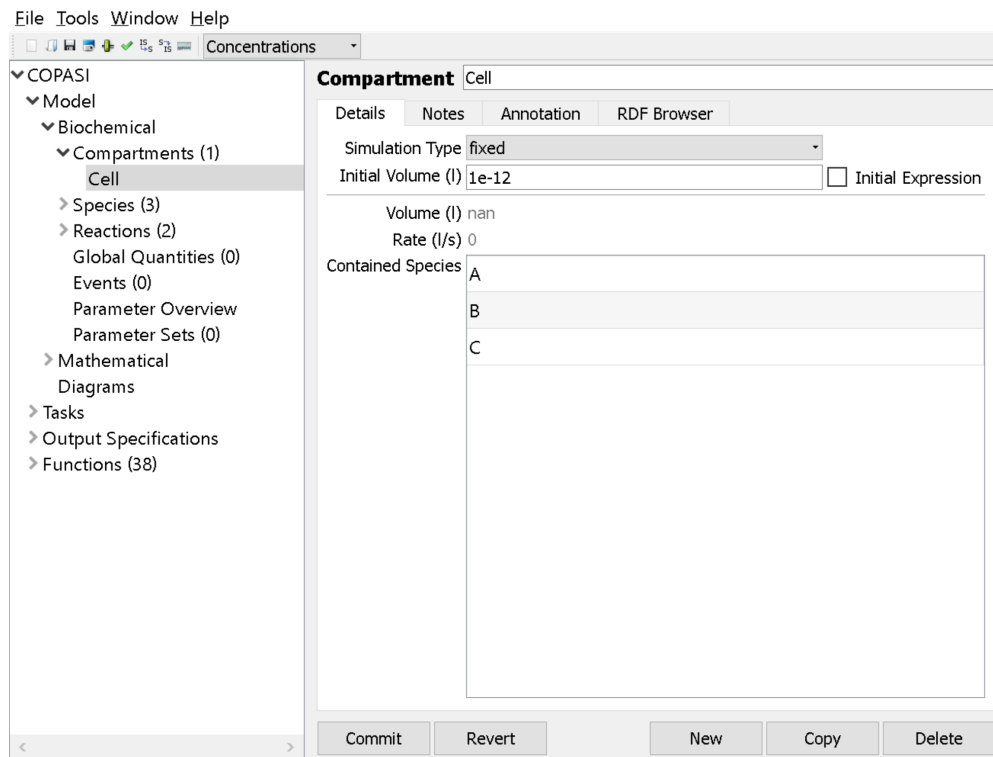 File Tools Window Help
Concentrations
COPASI
Model
Biochemical
Compartments (1)
Cell
Species (3)
Reactions (2)
Global Quantities (0)
Events (0)
Parameter Overview
Parameter Sets (0)
Mathematical
Diagrams
Tasks
Output Specifications
Functions (38)
Compartment Cell
Details Notes Annotation RDF Browser
Simulation Type fixed
Initial Volume (l) 1e-12 Initial Expression
Volume (l) nan
Rate (l/s) 0
Contained Species
A
B
C
Commit Revert New Copy Delete